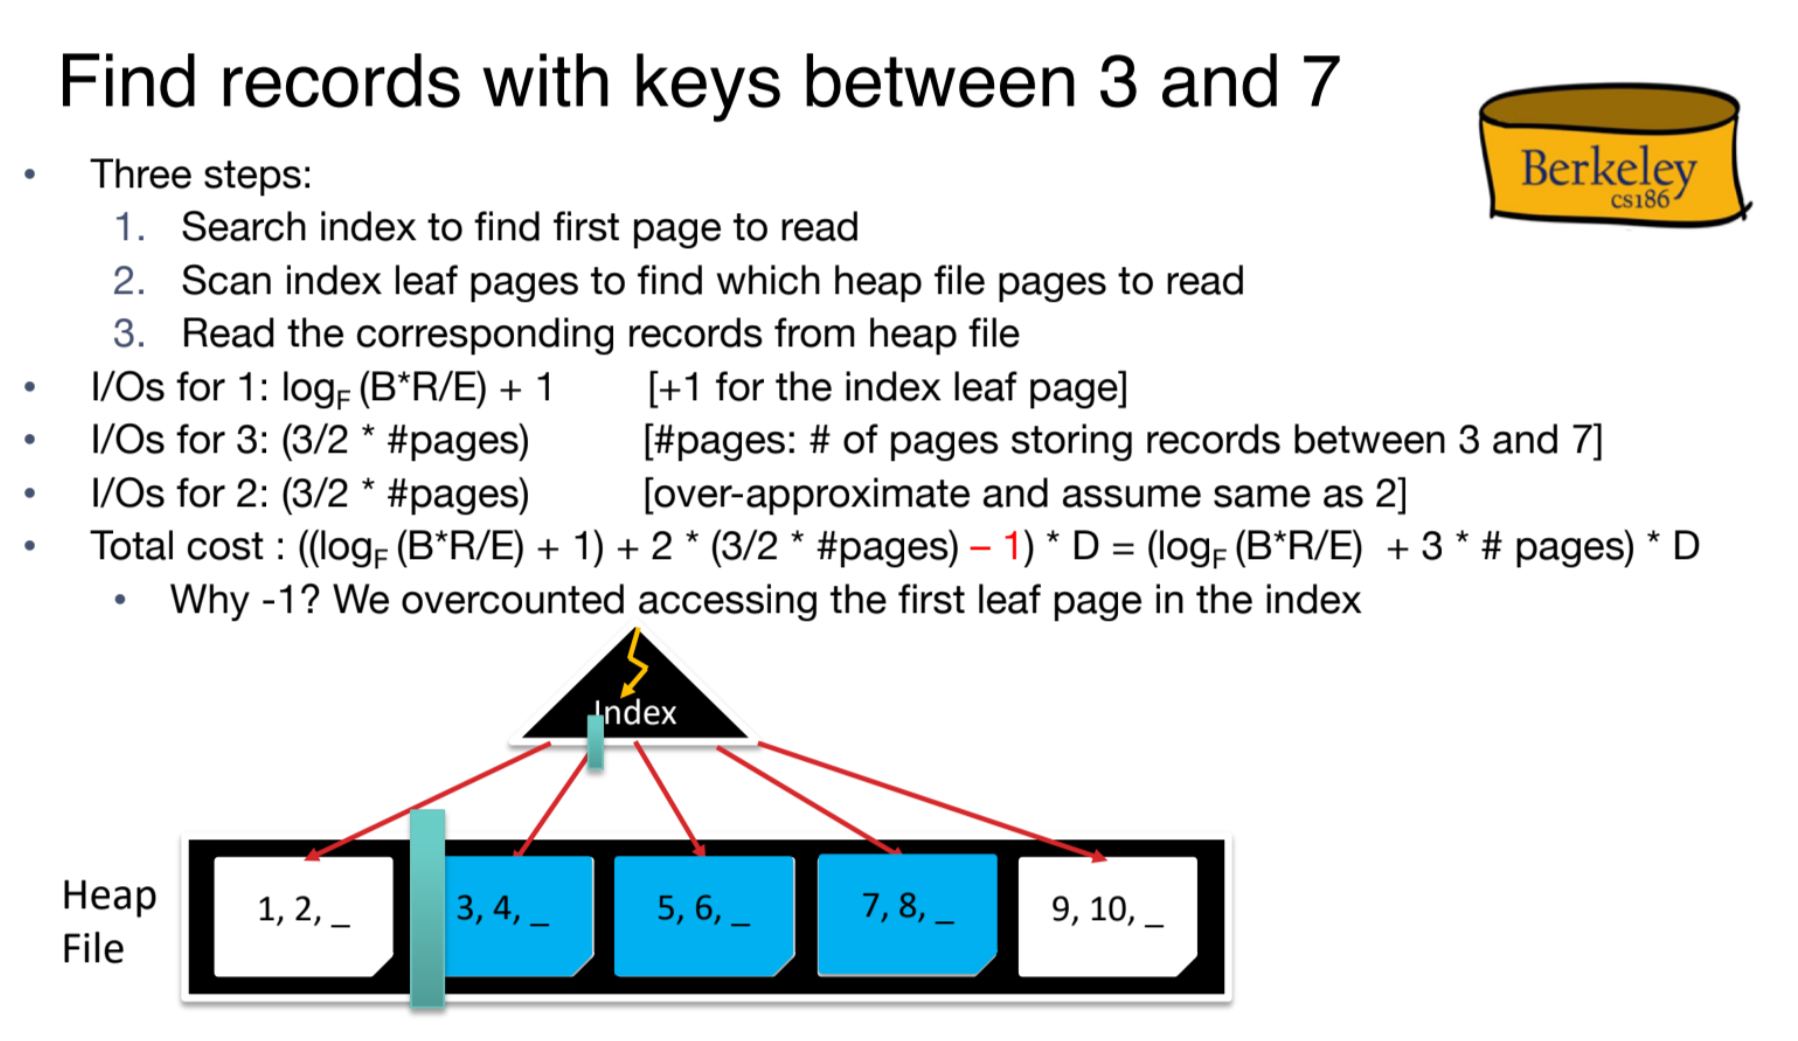 Find records with keys between 3 and 7
Berkeley
cs186
• Three steps:
1. Search index to find first page to read
2. Scan index leaf pages to find which heap file pages to read
3. Read the corresponding records from heap file
• I/Os for 1: logF (B*R/E) + 1 [+1 for the index leaf page]
• I/Os for 3: (3/2 * #pages) [#pages: # of pages storing records between 3 and 7]
• I/Os for 2: (3/2 * #pages) [over-approximate and assume same as 2]
• Total cost : ((logF (B*R/E) + 1) + 2 * (3/2 * #pages) – 1) * D = (logF (B*R/E) + 3 * # pages) * D
• Why -1? We overcounted accessing the first leaf page in the index
Index
Heap
File
1, 2, _
3, 4, _
5, 6, _
7, 8, _
9, 10, _